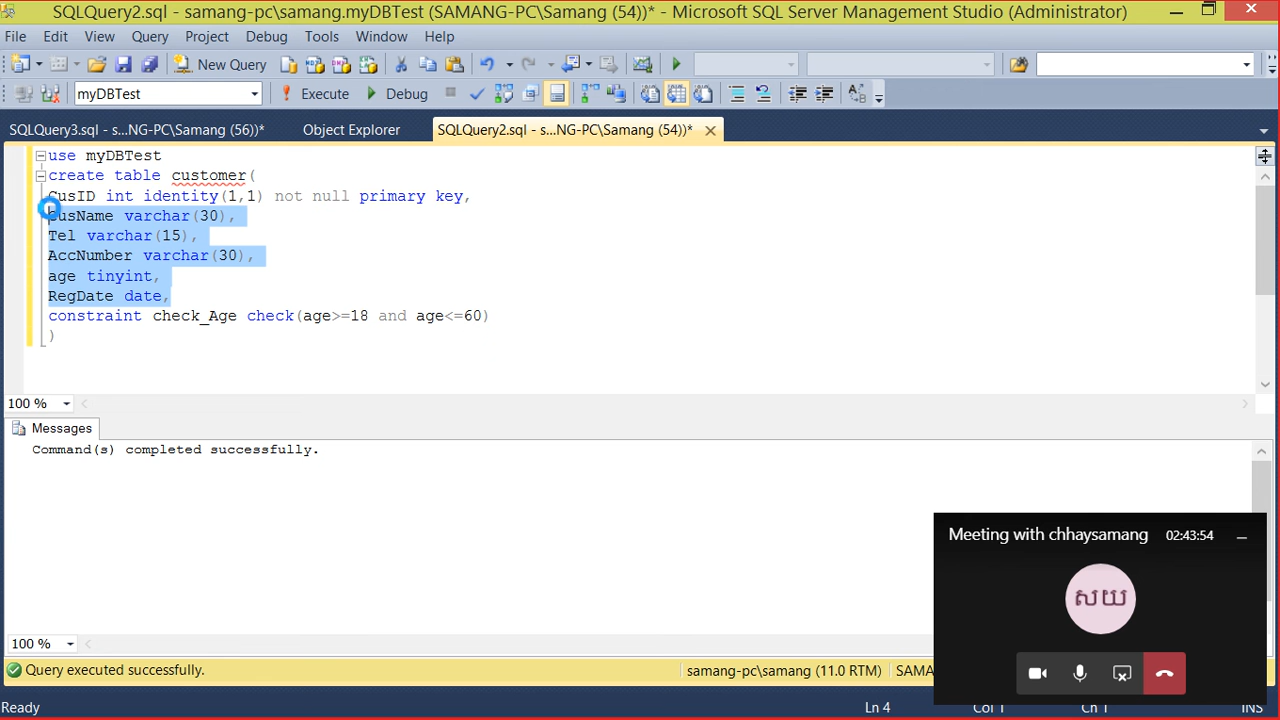 SQLQuery2.sql - samang-pc\samang.myDBTest (SAMANG-PC\Samang (54))* - Microsoft SQL Server Management Studio (Administrator)
File Edit View Query Project Debug Tools Window Help
New Query
myDBTest Execute Debug
SQLQuery3.sql - s...NG-PC\Samang (56))* Object Explorer SQLQuery2.sql - s...NG-PC\Samang (54))*
use myDBTest
create table customer(
CusID int identity(1,1) not null primary key,
cusName varchar(30),
Tel varchar(15),
AccNumber varchar(30),
age tinyint,
RegDate date,
constraint check_Age check(age>=18 and age<=60)
)
100 %
Messages
Command(s) completed successfully.
Meeting with chhaysamang 02:43:54
សយ
100 %
Query executed successfully. samang-pc\samang (11.0 RTM) SAMA
Ready Ln 4 Col 1 Ch 1 INS